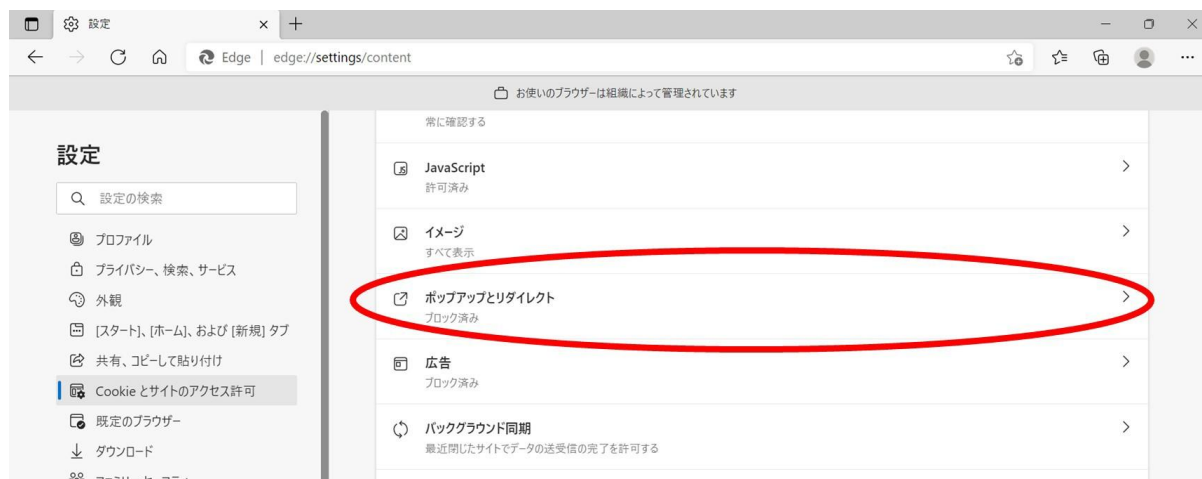 設定
Edge | edge://settings/content
お使いのブラウザーは組織によって管理されています
設定
設定の検索
プロファイル
プライバシー、検索、サービス
外観
[スタート]、[ホーム]、および [新規] タブ
共有、コピーして貼り付け
Cookie とサイトのアクセス許可
既定のブラウザー
ダウンロード
常に確認する
JavaScript
許可済み
イメージ
すべて表示
ポップアップとリダイレクト
ブロック済み
広告
ブロック済み
バックグラウンド同期
最近閉じたサイトでデータの送受信の完了を許可する